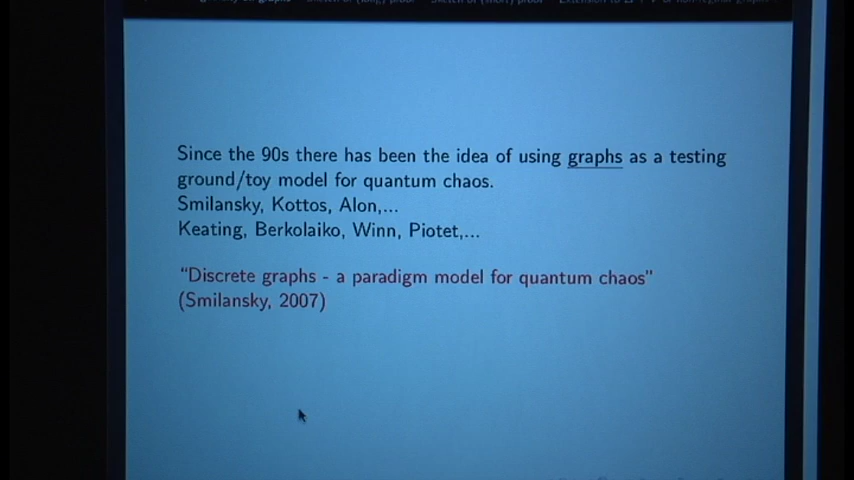 Since the 90s there has been the idea of using graphs as a testing
ground/toy model for quantum chaos.
Smilansky, Kottos, Alon,...
Keating, Berkolaiko, Winn, Piotet,...
“Discrete graphs - a paradigm model for quantum chaos”
(Smilansky, 2007)